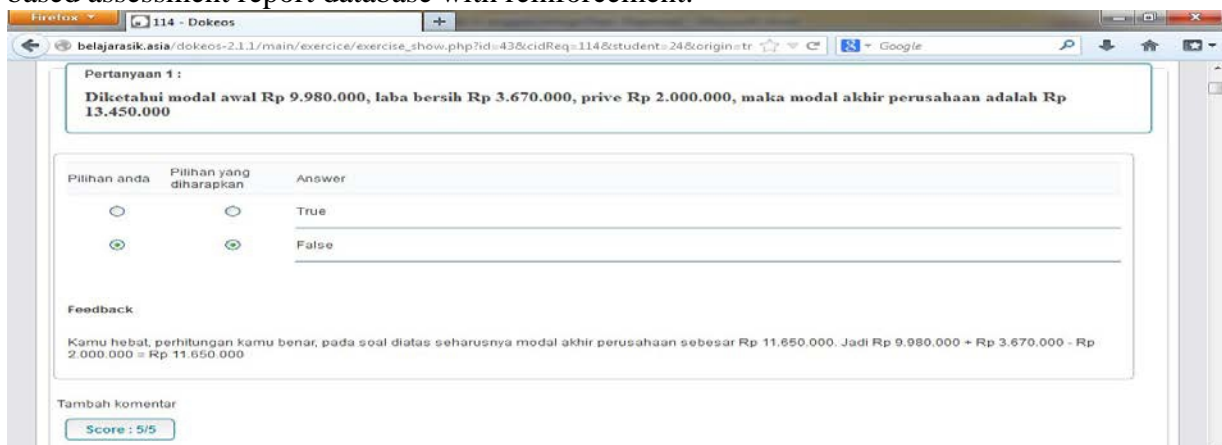 based assessment report database with reinforcement.
Firefox
114 - Dokeos
belajarasik.asia/dokeos-2.1.1/main/exercice/exercise_show.php?id=43&cidReq=114&student=24&origin=tr
Google
Pertanyaan 1 :
Diketahui modal awal Rp 9.980.000, laba bersih Rp 3.670.000, prive Rp 2.000.000, maka modal akhir perusahaan adalah Rp
13.450.000
Pilihan anda Pilihan yang diharapkan Answer
True
False
Feedback
Kamu hebat, perhitungan kamu benar, pada soal diatas seharusnya modal akhir perusahaan sebesar Rp 11.650.000. Jadi Rp 9.980.000 + Rp 3.670.000 - Rp
2.000.000 = Rp 11.650.000
Tambah komentar
Score : 5/5